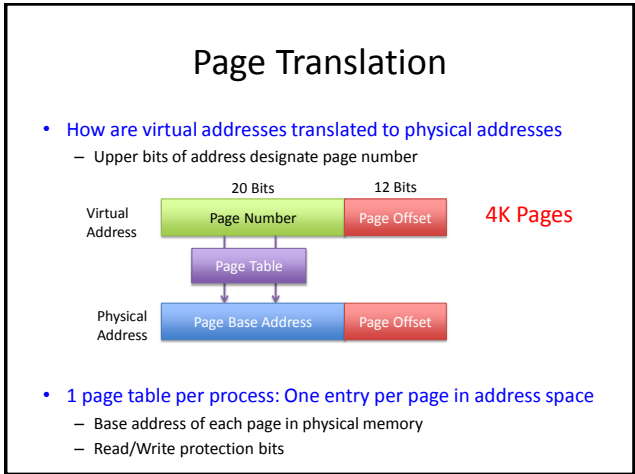 Page Translation
• How are virtual addresses translated to physical addresses
– Upper bits of address designate page number
20 Bits 12 Bits
Virtual
Address
Page Number Page Offset 4K Pages
Page Table
Physical
Address
Page Base Address Page Offset
• 1 page table per process: One entry per page in address space
– Base address of each page in physical memory
– Read/Write protection bits